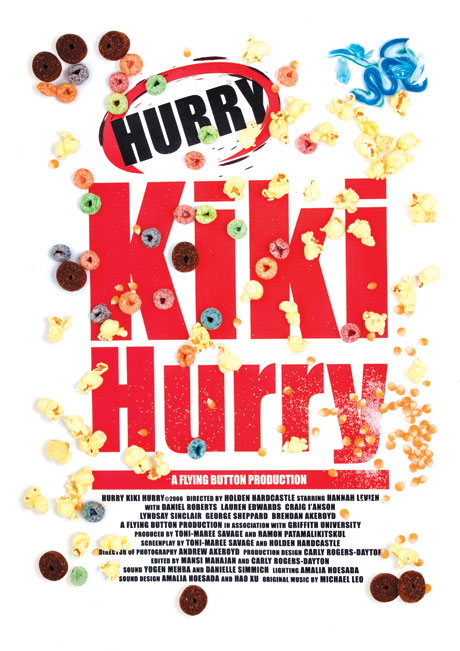 HURRY
Kiki
Hurry
A FLYING BUTTON PRODUCTION
HURRY KIKI HURRY©2006 DIRECTED BY HOLDEN HARDCASTLE STARRING HANNAH LEVIEN
WITH DANIEL ROBERTS LAUREN EDWARDS CRAIG I'ANSON
LYNDSAY SINCLAIR GEORGE SHEPPARD BRENDAN AKEROYD
A FLYING BUTTON PRODUCTION IN ASSOCIATION WITH GRIFFITH UNIVERSITY
PRODUCED BY TONI-MAREE SAVAGE AND RAMON PATAMALIKITSKUL
SCREENPLAY BY TONI-MAREE SAVAGE AND HOLDEN HARDCASTLE
DIRECTOR OF PHOTOGRAPHY ANDREW AKEROYD PRODUCTION DESIGN CARLY ROGERS-DAYTON
EDITED BY MANSI MAHAJAN AND CARLY ROGERS-DAYTON
SOUND YOGEN MEHRA AND DANIELLE SIMMICH LIGHTING AMALIA HOESADA
SOUND DESIGN AMALIA HOESADA AND HAO XU ORIGINAL MUSIC BY MICHAEL LEO